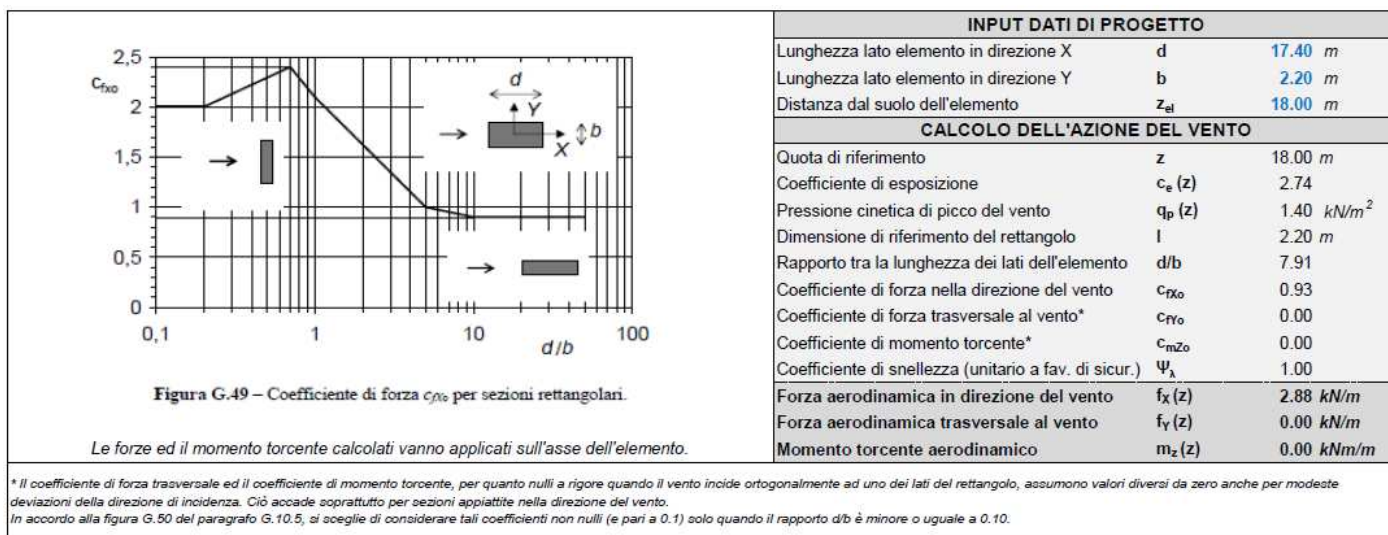 2,5
c_fxo
2
1,5
1
0,5
0
0,1
1
10
100
d/b
d
Y
b
X
Figura G.49 – Coefficiente di forza c_fXo per sezioni rettangolari.
Le forze ed il momento torcente calcolati vanno applicati sull'asse dell'elemento.
INPUT DATI DI PROGETTO
Lunghezza lato elemento in direzione X d 17.40 m
Lunghezza lato elemento in direzione Y b 2.20 m
Distanza dal suolo dell'elemento z_el 18.00 m
CALCOLO DELL'AZIONE DEL VENTO
Quota di riferimento z 18.00 m
Coefficiente di esposizione c_e (z) 2.74
Pressione cinetica di picco del vento q_p (z) 1.40 kN/m²
Dimensione di riferimento del rettangolo l 2.20 m
Rapporto tra la lunghezza dei lati dell'elemento d/b 7.91
Coefficiente di forza nella direzione del vento c_fXo 0.93
Coefficiente di forza trasversale al vento* c_fYo 0.00
Coefficiente di momento torcente* c_mZo 0.00
Coefficiente di snellezza (unitario a fav. di sicur.) Ψ_λ 1.00
Forza aerodinamica in direzione del vento f_X (z) 2.88 kN/m
Forza aerodinamica trasversale al vento f_Y (z) 0.00 kN/m
Momento torcente aerodinamico m_z (z) 0.00 kNm/m
* Il coefficiente di forza trasversale ed il coefficiente di momento torcente, per quanto nulli a rigore quando il vento incide ortogonalmente ad uno dei lati del rettangolo, assumono valori diversi da zero anche per modeste
deviazioni della direzione di incidenza. Ciò accade soprattutto per sezioni appiattite nella direzione del vento.
In accordo alla figura G.50 del paragrafo G.10.5, si sceglie di considerare tali coefficienti non nulli (e pari a 0.1) solo quando il rapporto d/b è minore o uguale a 0.10.